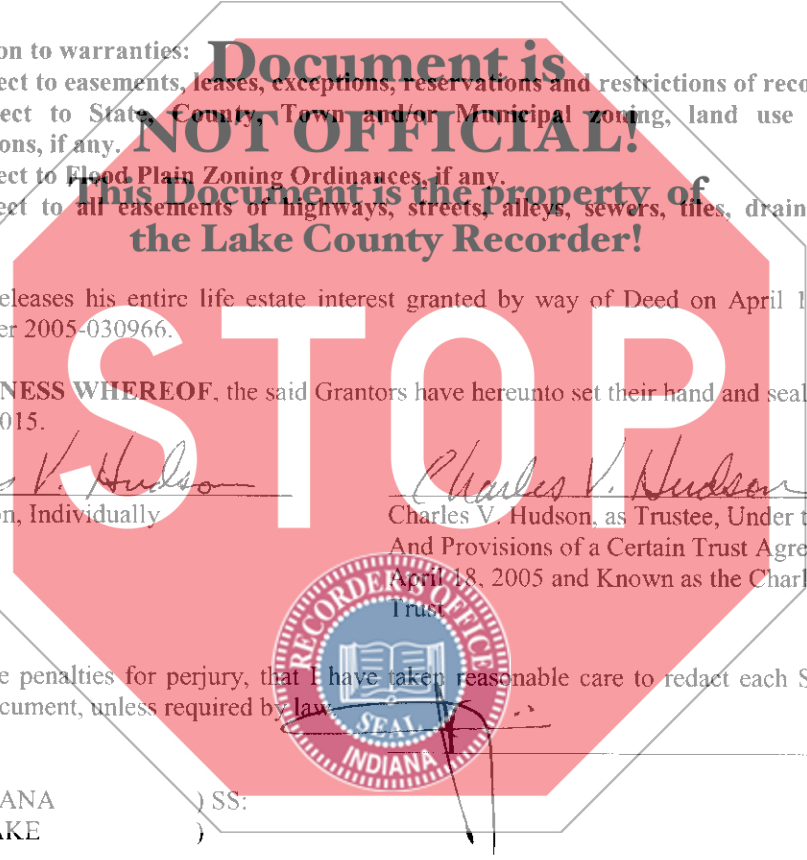 on to warranties:
Document is
ect to easements, leases, exceptions, reservations and restrictions of reco
ect to State, County, Town and/or Municipal zoning, land use
NOT OFFICIAL!
ons, if any.
ect to Flood Plain Zoning Ordinances, if any.
This Document is the property of
ect to all easements of highways, streets, alleys, sewers, tiles, drain
the Lake County Recorder!
eleases his entire life estate interest granted by way of Deed on April 1
er 2005-030966.
STOP
NESS WHEREOF, the said Grantors have hereunto set their hand and seal
015.
s V. Hudson
Charles V. Hudson
on, Individually
Charles V. Hudson, as Trustee, Under t
And Provisions of a Certain Trust Agre
April 18, 2005 and Known as the Charl
Trust
RECORDER'S OFFICE
SEAL
INDIANA
e penalties for perjury, that I have taken reasonable care to redact each S
cument, unless required by law
ANA ) SS:
AKE )